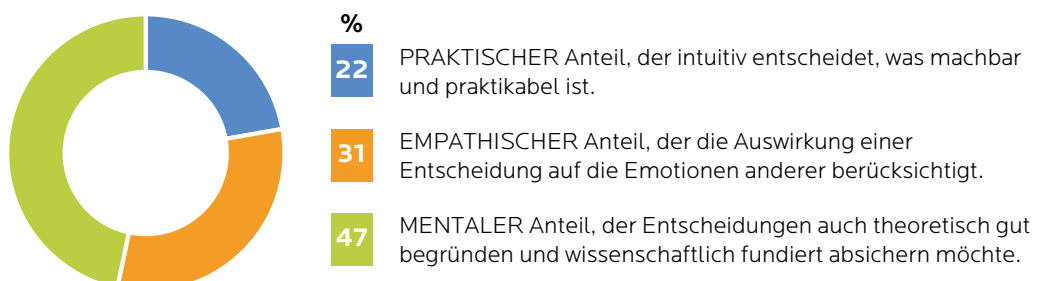 %
22 PRAKTISCHER Anteil, der intuitiv entscheidet, was machbar
und praktikabel ist.
31 EMPATHISCHER Anteil, der die Auswirkung einer
Entscheidung auf die Emotionen anderer berücksichtigt.
47 MENTALER Anteil, der Entscheidungen auch theoretisch gut
begründen und wissenschaftlich fundiert absichern möchte.